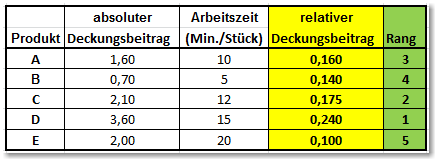 absoluter Arbeitszeit relativer
Produkt Deckungsbeitrag (Min./Stück) Deckungsbeitrag Rang
A 1,60 10 0,160 3
B 0,70 5 0,140 4
C 2,10 12 0,175 2
D 3,60 15 0,240 1
E 2,00 20 0,100 5